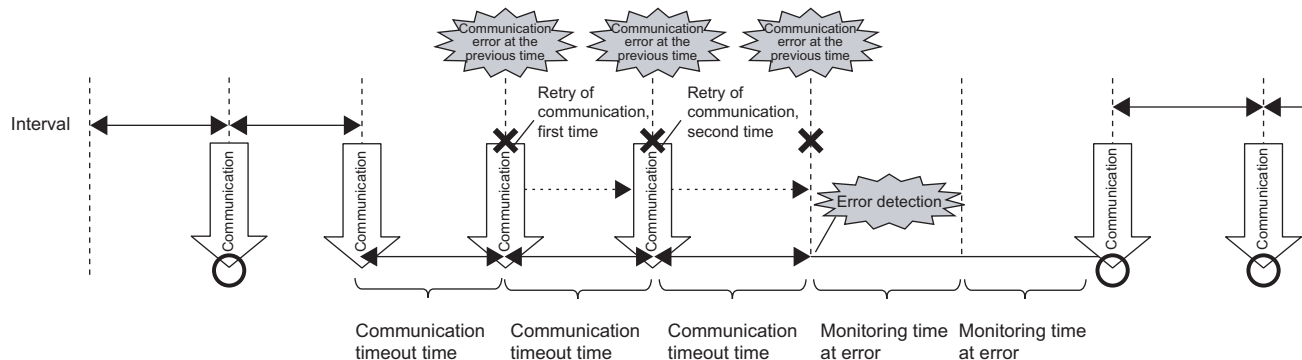 Communication
error at the
previous time
Communication
error at the
previous time
Communication
error at the
previous time
Retry of
communication,
first time
Retry of
communication,
second time
Interval
Communication
Communication
Communication
Communication
Communication
Communication
Error detection
Communication
timeout time
Communication
timeout time
Communication
timeout time
Monitoring time
at error
Monitoring time
at error